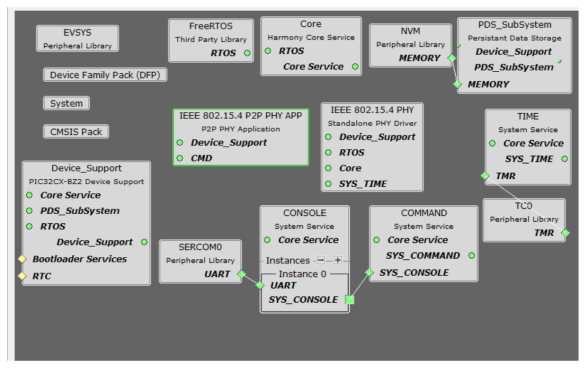 EVSYS
Peripheral Library
Device Family Pack (DFP)
System
CMSIS Pack
FreeRTOS
Third Party Library
RTOS
Core
Harmony Core Service
RTOS
Core Service
NVM
Peripheral Library
MEMORY
PDS_SubSystem
Persistant Data Storage
Device_Support
PDS_SubSystem
MEMORY
IEEE 802.15.4 P2P PHY APP
P2P PHY Application
Device_Support
CMD
IEEE 802.15.4 PHY
Standalone PHY Driver
Device_Support
RTOS
Core
SYS_TIME
TIME
System Service
Core Service
SYS_TIME
TMR
TC0
Peripheral Library
TMR
Device_Support
PIC32CX-BZ2 Device Support
Core Service
PDS_SubSystem
RTOS
Device_Support
Bootloader Services
RTC
SERCOM0
Peripheral Library
UART
CONSOLE
System Service
Core Service
Instances - +
Instance 0
UART
SYS_CONSOLE
COMMAND
System Service
Core Service
SYS_COMMAND
SYS_CONSOLE